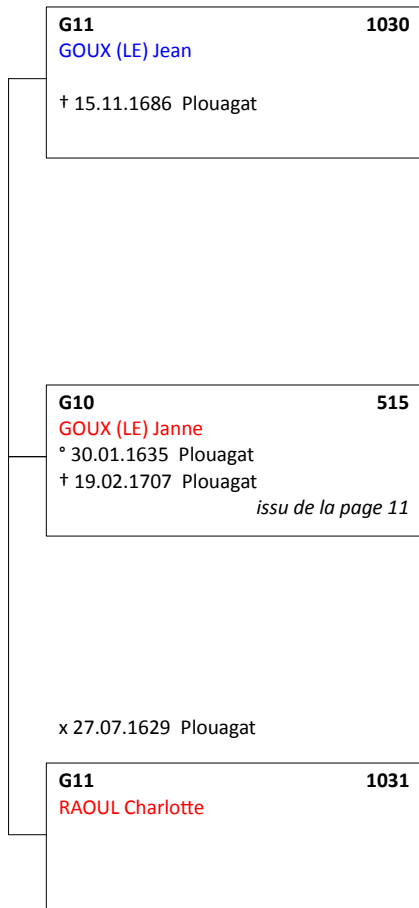 G11 1030
GOUX (LE) Jean
† 15.11.1686 Plouagat
G10 515
GOUX (LE) Janne
° 30.01.1635 Plouagat
† 19.02.1707 Plouagat
issu de la page 11
x 27.07.1629 Plouagat
G11 1031
RAOUL Charlotte